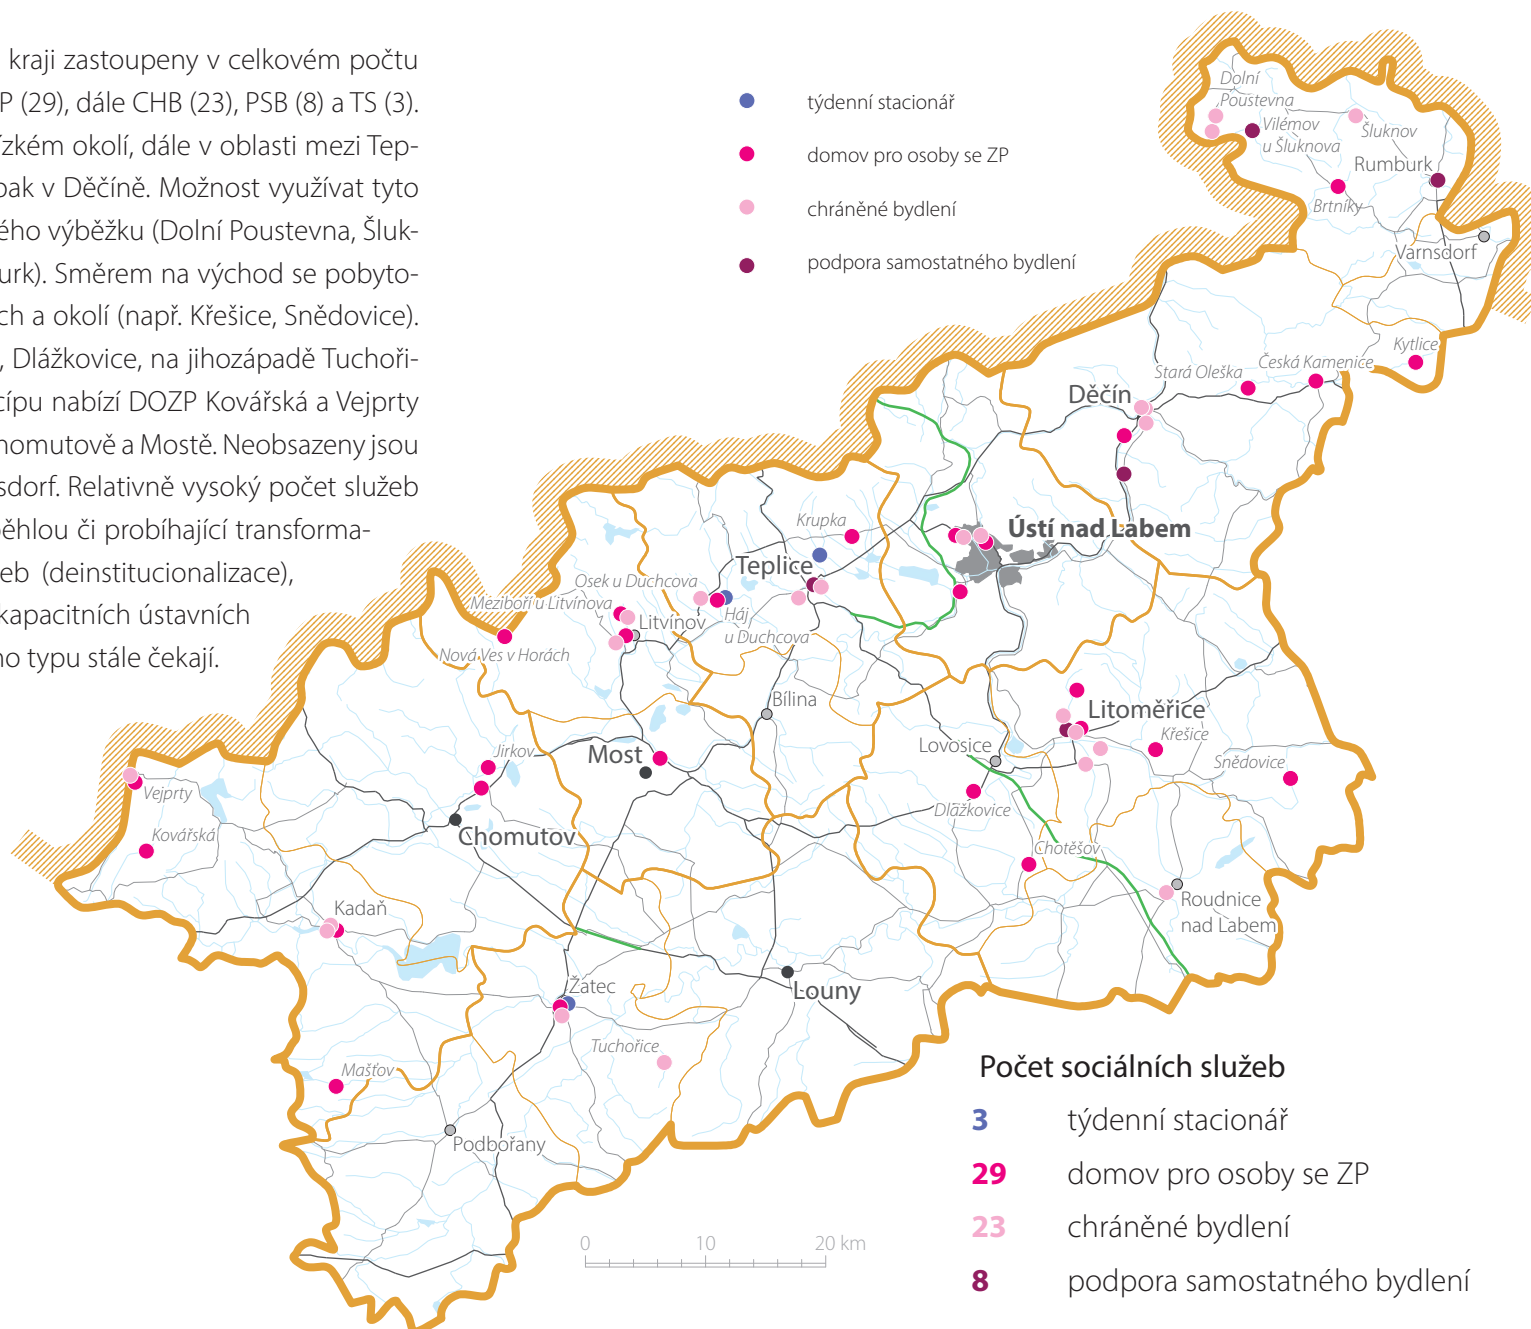 kraji zastoupeny v celkovém počtu
P (29), dále CHB (23), PSB (8) a TS (3).
ízkém okolí, dále v oblasti mezi Tep-
pak v Děčíně. Možnost využívat tyto
ého výběžku (Dolní Poustevna, Šluk-
urk). Směrem na východ se pobyto-
ch a okolí (např. Křešice, Snědovice).
, Dlážkovice, na jihozápadě Tuchoři-
cípu nabízí DOZP Kovářská a Vejprty
homutově a Mostě. Neobsazeny jsou
sdorf. Relativně vysoký počet služeb
běhlou či probíhající transforma-
eb (deinstitucionalizace),
kapacitních ústavních
ho typu stále čekají.
týdenní stacionář
domov pro osoby se ZP
chráněné bydlení
podpora samostatného bydlení
Dolní
Poustevna
Vilémov
u Šluknova
Šluknov
Rumburk
Brtníky
Varnsdorf
Kytlice
Česká Kamenice
Stará Oleška
Děčín
Ústí nad Labem
Krupka
Teplice
Osek u Duchcova
Háj
u Duchcova
Meziboří u Litvínova
Litvínov
Nová Ves v Horách
Bílina
Litoměřice
Křešice
Lovosice
Snědovice
Dlážkovice
Most
Jirkov
Vejprty
Kovářská
Chomutov
Chotěšov
Roudnice
nad Labem
Kadaň
Žatec
Louny
Tuchořice
Mašťov
Podbořany
0 10 20 km
Počet sociálních služeb
3 týdenní stacionář
29 domov pro osoby se ZP
23 chráněné bydlení
8 podpora samostatného bydlení